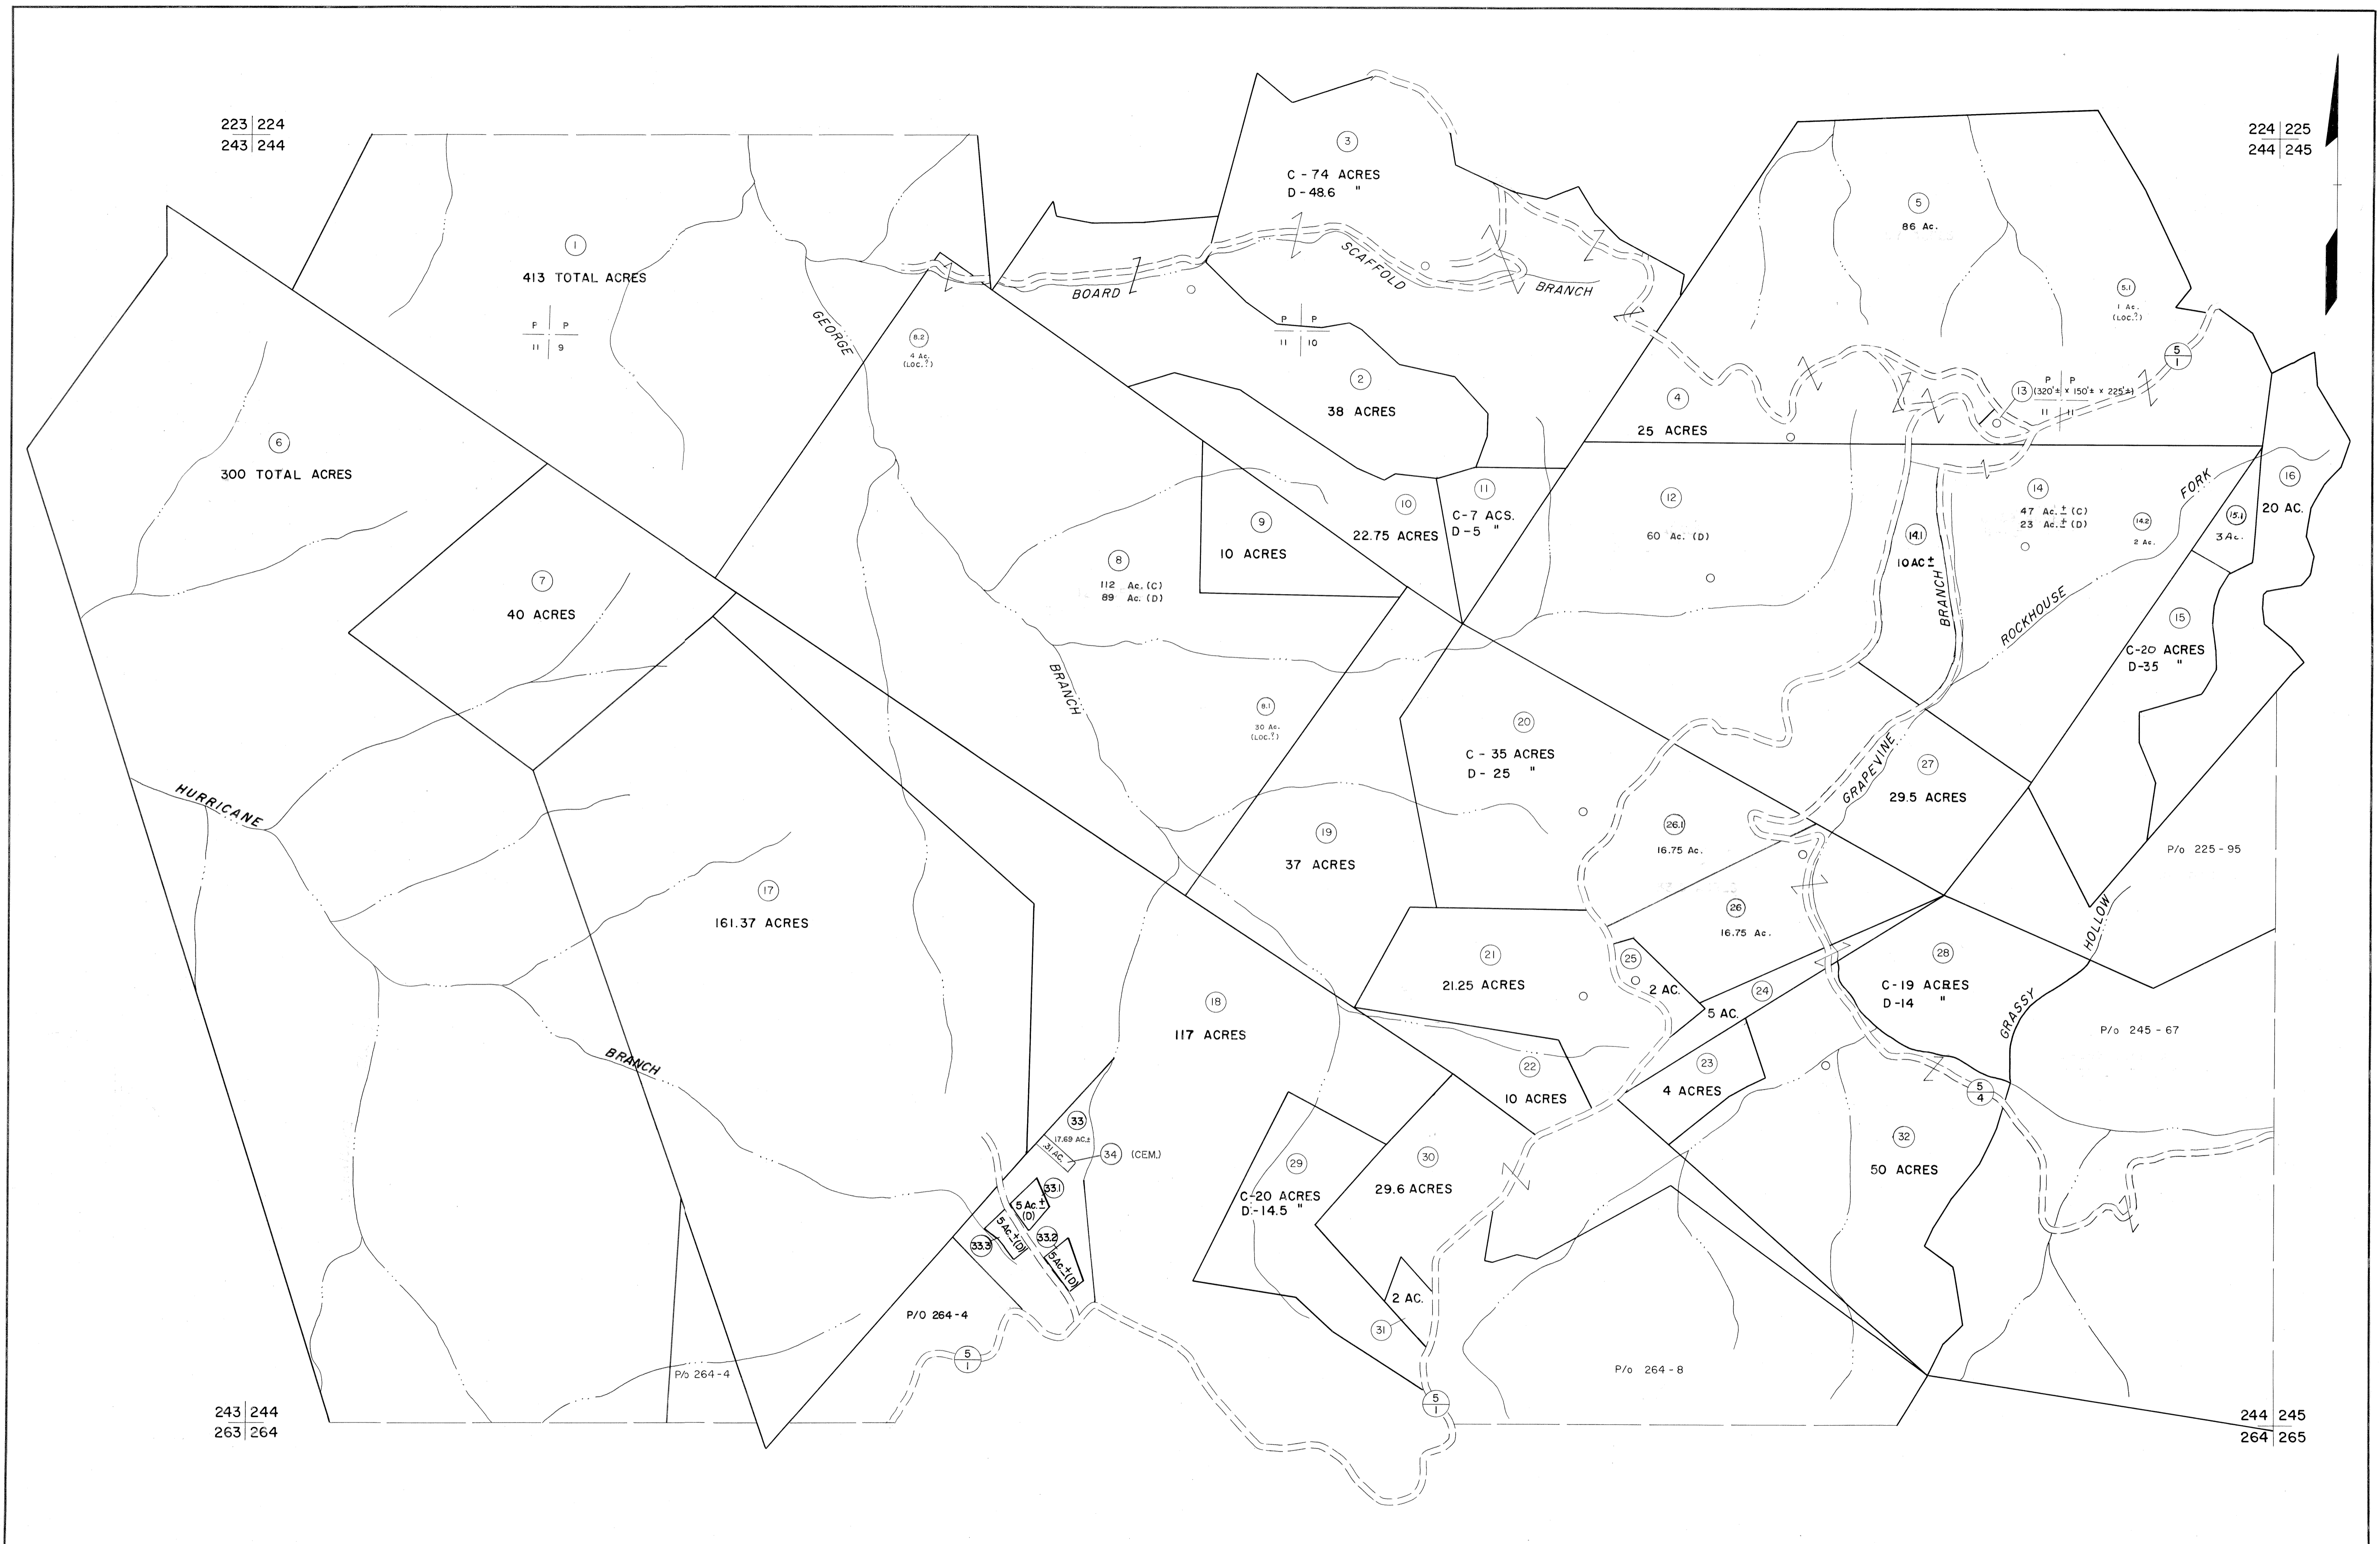 223 224
243 244
224 225
244 245
3
C - 74 ACRES
D - 48.6 "
5
86 Ac.
1
413 TOTAL ACRES
P P
11 9
SCAFFOLD
BRANCH
BOARD
5.1
1 Ac.
(LOC.?)
GEORGE
8.2
4 Ac.
(LOC.?)
P P
11 10
5
1
2
38 ACRES
4
25 ACRES
13 (320'± x 150'± x 225'±)
P P
11 11
6
300 TOTAL ACRES
9
10 ACRES
10
22.75 ACRES
11
C-7 ACS.
D-5 "
12
60 Ac. (D)
14
47 Ac.± (C)
23 Ac.± (D)
14.2
2 Ac.
FORK
15.1
3 Ac.
16
20 AC.
14.1
10 AC±
BRANCH
ROCKHOUSE
7
40 ACRES
8
112 Ac. (C)
89 Ac. (D)
15
C-20 ACRES
D-35 "
BRANCH
8.1
30 Ac.
(LOC.?)
20
C - 35 ACRES
D - 25 "
GRAPEVINE
27
29.5 ACRES
HURRICANE
19
37 ACRES
26.1
16.75 Ac.
P/o 225-95
17
161.37 ACRES
26
16.75 Ac.
HOLLOW
21
21.25 ACRES
25
2 AC.
24
5 AC.
28
C-19 ACRES
D-14 "
GRASSY
P/o 245-67
18
117 ACRES
BRANCH
22
10 ACRES
23
4 ACRES
5
4
33
17.69 AC.±
.31 AC.
34 (CEM.)
29
C-20 ACRES
D-14.5 "
30
29.6 ACRES
32
50 ACRES
33.1
5 Ac.±
(D)
33.3
5 Ac.±(D)
33.2
5 Ac.±(D)
2 AC.
31
P/O 264-4
P/o 264-4
5
1
P/o 264-8
5
1
243 244
263 264
244 245
264 265